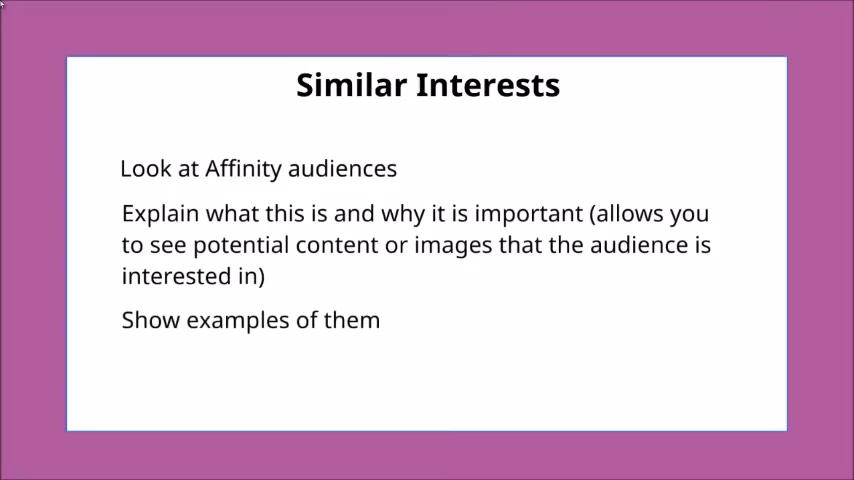 Similar Interests
Look at Affinity audiences
Explain what this is and why it is important (allows you
to see potential content or images that the audience is
interested in)
Show examples of them